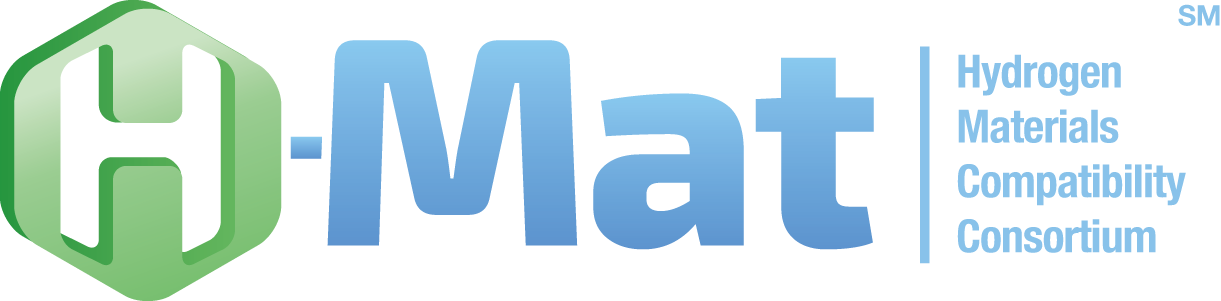 H-Mat
SM
Hydrogen
Materials
Compatibility
Consortium